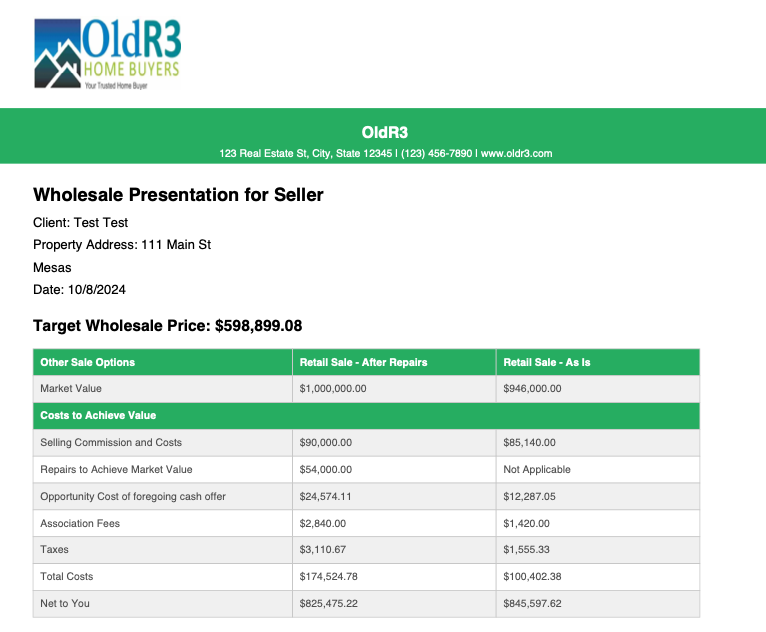 OldR3
HOME BUYERS
Your Trusted Home Buyer
OldR3
123 Real Estate St, City, State 12345 | (123) 456-7890 | www.oldr3.com
Wholesale Presentation for Seller
Client: Test Test
Property Address: 111 Main St
Mesas
Date: 10/8/2024
Target Wholesale Price: $598,899.08
Other Sale Options Retail Sale - After Repairs Retail Sale - As is
Market Value $1,000,000.00 $946,000.00
Costs to Achieve Value
Selling Commission and Costs $90,000.00 $85,140.00
Repairs to Achieve Market Value $54,000.00 Not Applicable
Opportunity Cost of foregoing cash offer $24,574.11 $12,287.05
Association Fees $2,840.00 $1,420.00
Taxes $3,110.67 $1,555.33
Total Costs $174,524.78 $100,402.38
Net to You $825,475.22 $845,597.62